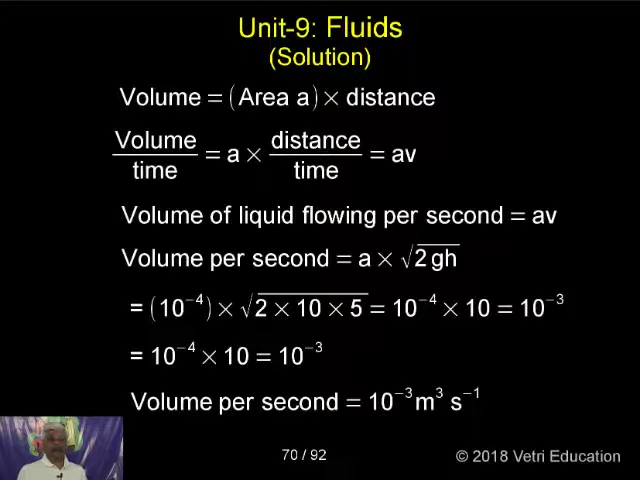 Unit-9: Fluids
(Solution)
Volume = (Area a) × distance
Volume/time = a × distance/time = av
Volume of liquid flowing per second = av
Volume per second = a × √2 gh
= (10⁻⁴) × √2 × 10 × 5 = 10⁻⁴ × 10 = 10⁻³
= 10⁻⁴ × 10 = 10⁻³
Volume per second = 10⁻³ m³ s⁻¹
70 / 92
© 2018 Vetri Education